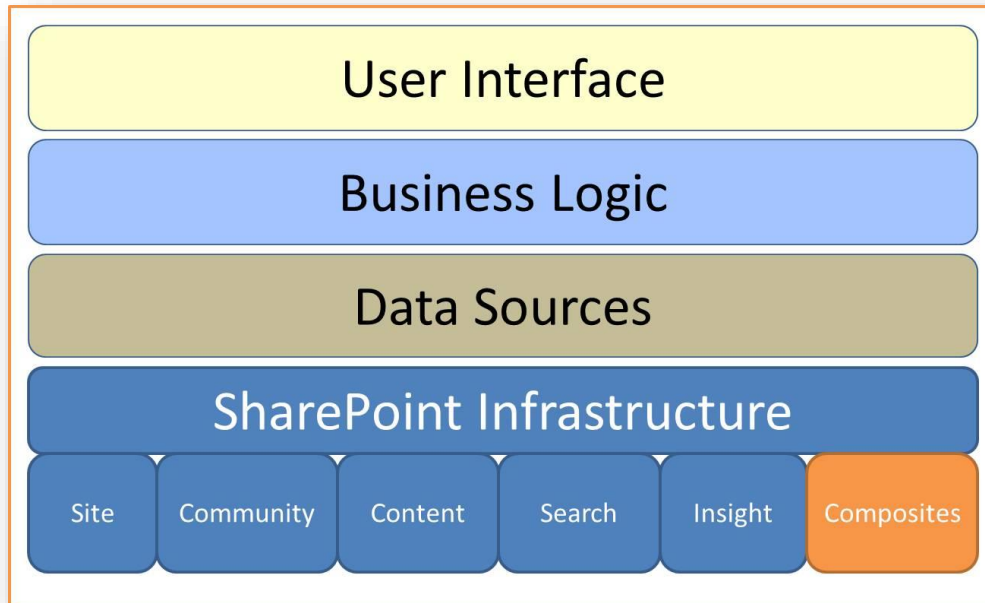 User Interface
Business Logic
Data Sources
SharePoint Infrastructure
Site
Community
Content
Search
Insight
Composites